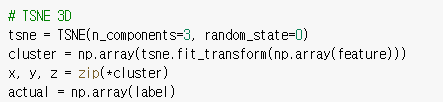 # TSNE 3D
tsne = TSNE(n_components=3, random_state=0)
cluster = np.array(tsne.fit_transform(np.array(feature)))
x, y, z = zip(*cluster)
actual = np.array(label)